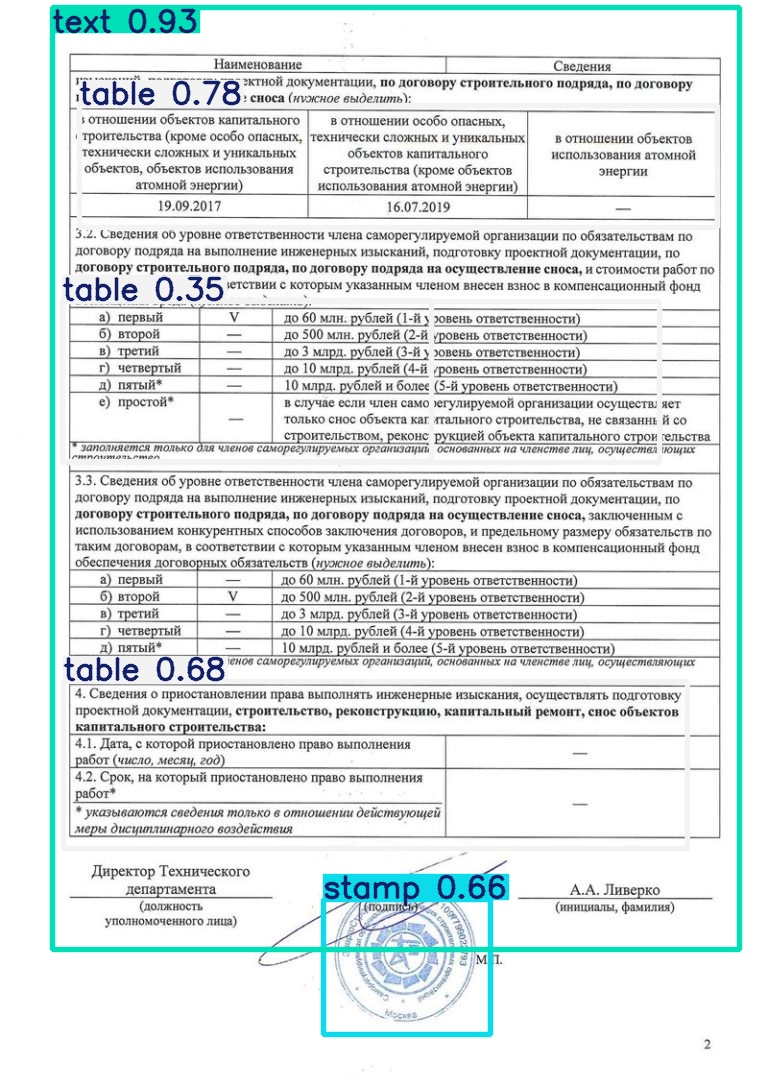 text 0.93
Наименование Сведения
ектной документации, по договору строительного подряда, по договору
table 0.78
сноса (нужное выделить):
в отношении объектов капитального строительства (кроме особо опасных, технически сложных и уникальных объектов, объектов использования атомной энергии)
в отношении особо опасных, технически сложных и уникальных объектов капитального строительства (кроме объектов использования атомной энергии)
в отношении объектов использования атомной энергии
19.09.2017 16.07.2019 —
3.2. Сведения об уровне ответственности члена саморегулируемой организации по обязательствам по
договору подряда на выполнение инженерных изысканий, подготовку проектной документации, по
договору строительного подряда, по договору подряда на осуществление сноса, и стоимости работ по
table 0.35
ветствии с которым указанным членом внесен взнос в компенсационный фонд
а) первый V до 60 млн. рублей (1-й уровень ответственности)
б) второй — до 500 млн. рублей (2-й уровень ответственности)
в) третий — до 3 млрд. рублей (3-й уровень ответственности)
г) четвертый — до 10 млрд. рублей (4-й уровень ответственности)
д) пятый* — 10 млрд. рублей и более (5-й уровень ответственности)
е) простой* — в случае если член саморегулируемой организации осуществляет
только снос объекта капитального строительства, не связанный со
строительством, реконструкцией объекта капитального строительства
* заполняется только для членов саморегулируемых организаций, основанных на членстве лиц, осуществляющих
строительство
3.3. Сведения об уровне ответственности члена саморегулируемой организации по обязательствам по
договору подряда на выполнение инженерных изысканий, подготовку проектной документации, по
договору строительного подряда, по договору подряда на осуществление сноса, заключенным с
использованием конкурентных способов заключения договоров, и предельному размеру обязательств по
таким договорам, в соответствии с которым указанным членом внесен взнос в компенсационный фонд
обеспечения договорных обязательств (нужное выделить):
а) первый — до 60 млн. рублей (1-й уровень ответственности)
б) второй V до 500 млн. рублей (2-й уровень ответственности)
в) третий — до 3 млрд. рублей (3-й уровень ответственности)
г) четвертый — до 10 млрд. рублей (4-й уровень ответственности)
д) пятый* — 10 млрд. рублей и более (5-й уровень ответственности)
table 0.68
членов саморегулируемых организаций, основанных на членстве лиц, осуществляющих
4. Сведения о приостановлении права выполнять инженерные изыскания, осуществлять подготовку
проектной документации, строительство, реконструкцию, капитальный ремонт, снос объектов
капитального строительства:
4.1. Дата, с которой приостановлено право выполнения
работ (число, месяц, год) —
4.2. Срок, на который приостановлено право выполнения
работ* —
* указываются сведения только в отношении действующей
меры дисциплинарного воздействия
Директор Технического
департамента
(должность
уполномоченного лица)
stamp 0.66
(подпись)
А.А. Ливерко
(инициалы, фамилия)
Москва
М.П.
2